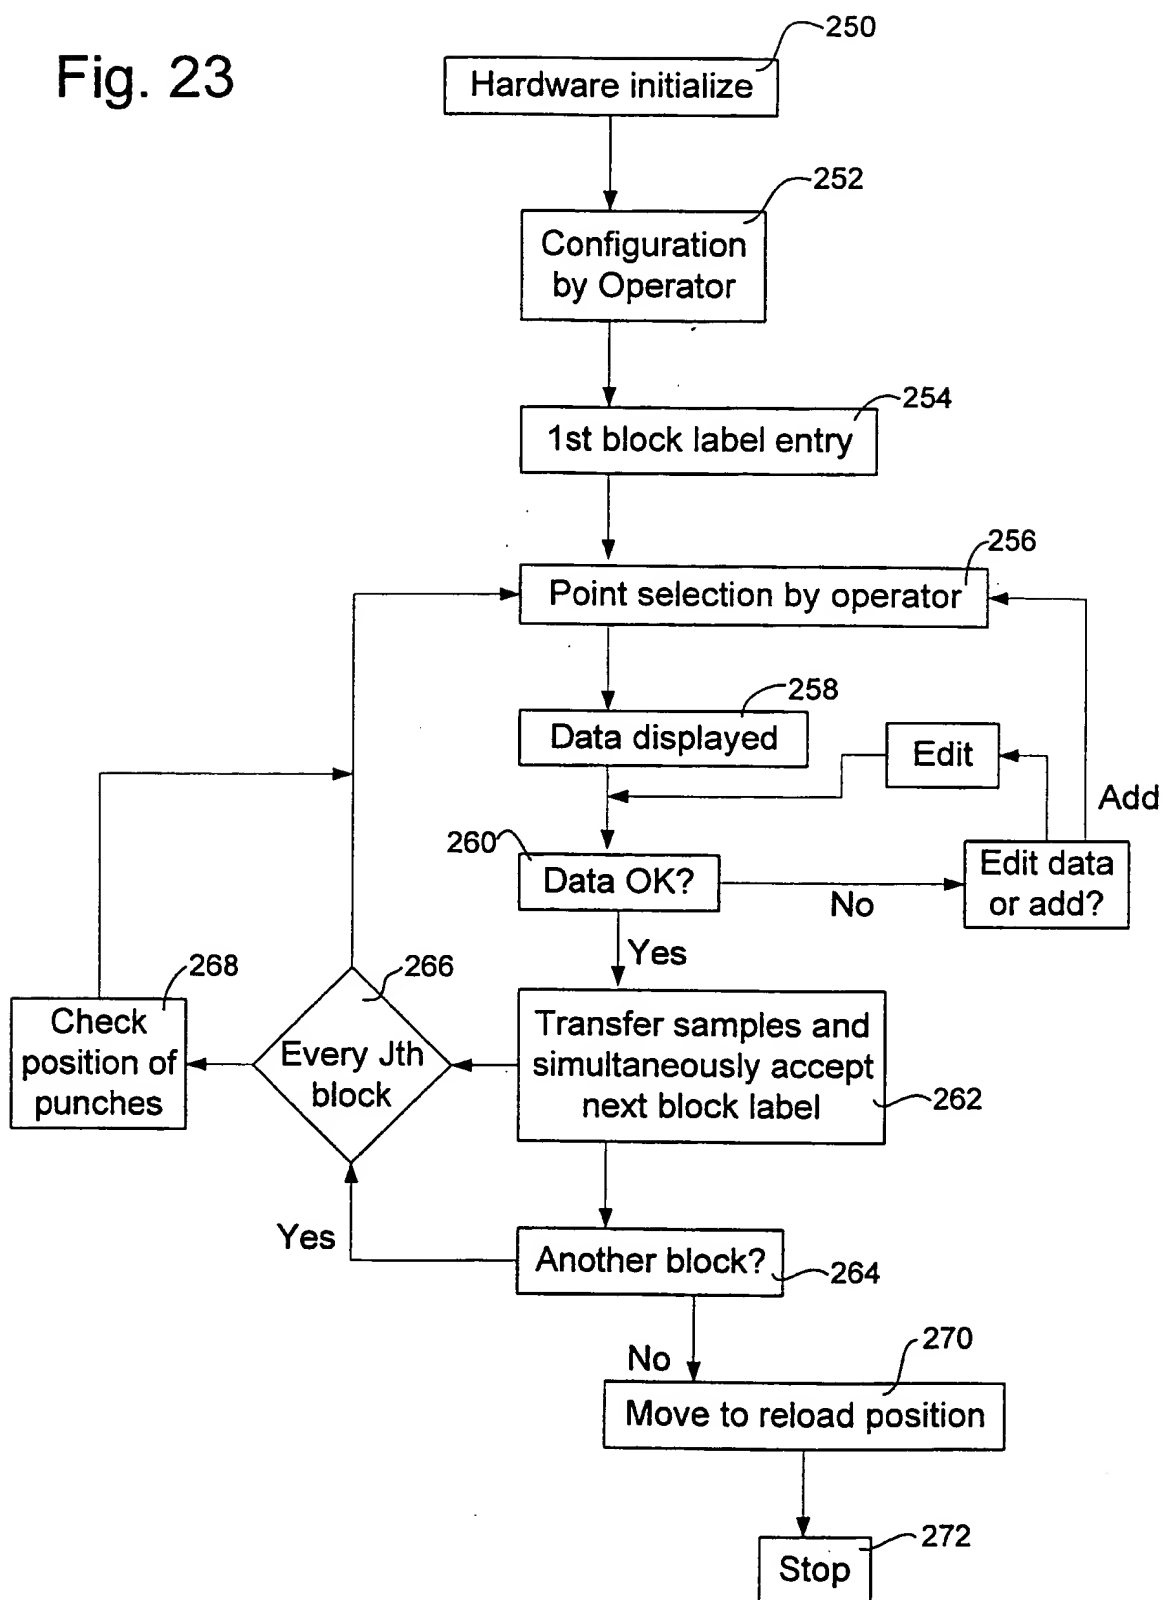 Fig. 23
250
Hardware initialize
252
Configuration
by Operator
254
1st block label entry
256
Point selection by operator
258
Data displayed
Edit
Add
260
Data OK?
No
Edit data
or add?
Yes
268
266
Check
position of
punches
Every Jth
block
Transfer samples and
simultaneously accept
next block label
262
Yes
Another block?
264
No
270
Move to reload position
272
Stop